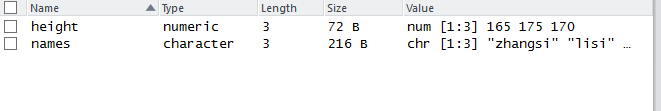 Name Type Length Size Value
height numeric 3 72 B num [1:3] 165 175 170
names character 3 216 B chr [1:3] "zhangsi" "lisi" …